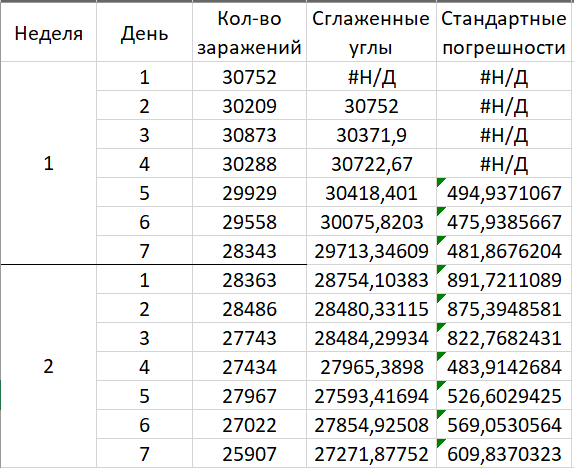 Неделя День Кол-во заражений Сглаженные углы Стандартные погрешности
1 1 30752 #Н/Д #Н/Д
2 30209 30752 #Н/Д
3 30873 30371,9 #Н/Д
4 30288 30722,67 #Н/Д
5 29929 30418,401 494,9371067
6 29558 30075,8203 475,9385667
7 28343 29713,34609 481,8676204
2 1 28363 28754,10383 891,7211089
2 28486 28480,33115 875,3948581
3 27743 28484,29934 822,7682431
4 27434 27965,3898 483,9142684
5 27967 27593,41694 526,6029425
6 27022 27854,92508 569,0530564
7 25907 27271,87752 609,8370323